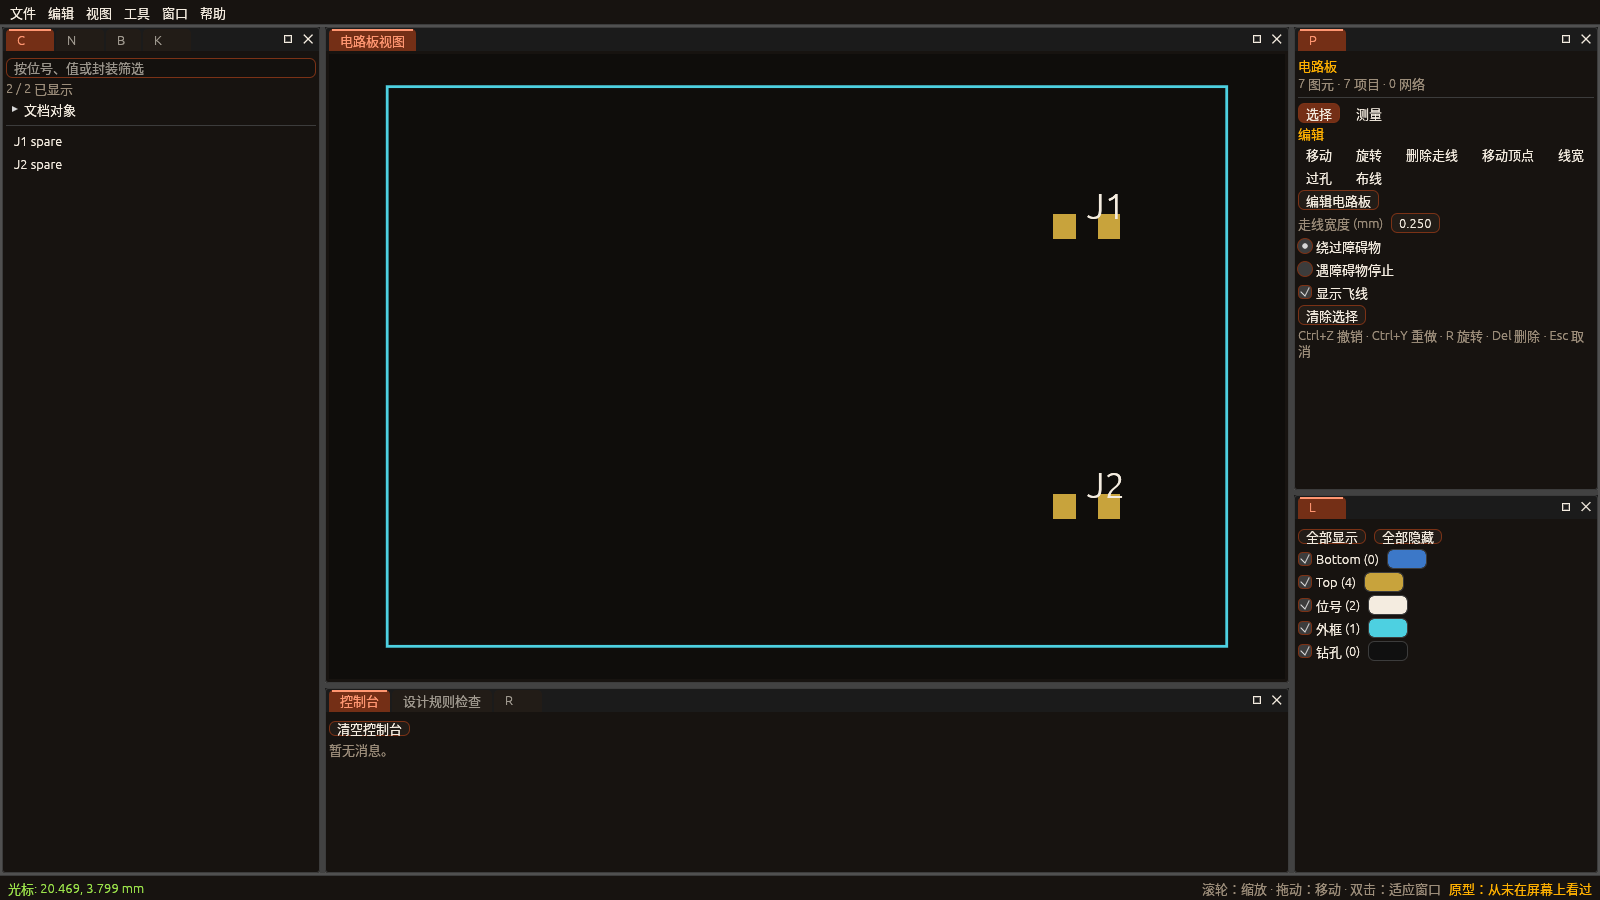 文件 编辑 视图 工具 窗口 帮助
C N B K
按位号、值或封装筛选
2 / 2 已显示
文档对象
J1 spare
J2 spare
电路板视图
J1
J2
控制台 设计规则检查 R
清空控制台
暂无消息。
P
电路板
7 图元 · 7 项目 · 0 网络
选择 测量
编辑
移动 旋转 删除走线 移动顶点 线宽
过孔 布线
编辑电路板
走线宽度 (mm) 0.250
绕过障碍物
遇障碍物停止
显示飞线
清除选择
Ctrl+Z 撤销 · Ctrl+Y 重做 · R 旋转 · Del 删除 · Esc 取
消
L
全部显示 全部隐藏
Bottom (0)
Top (4)
位号 (2)
外框 (1)
钻孔 (0)
光标: 20.469, 3.799 mm
滚轮：缩放 · 拖动：移动 · 双击：适应窗口 原型：从未在屏幕上看过